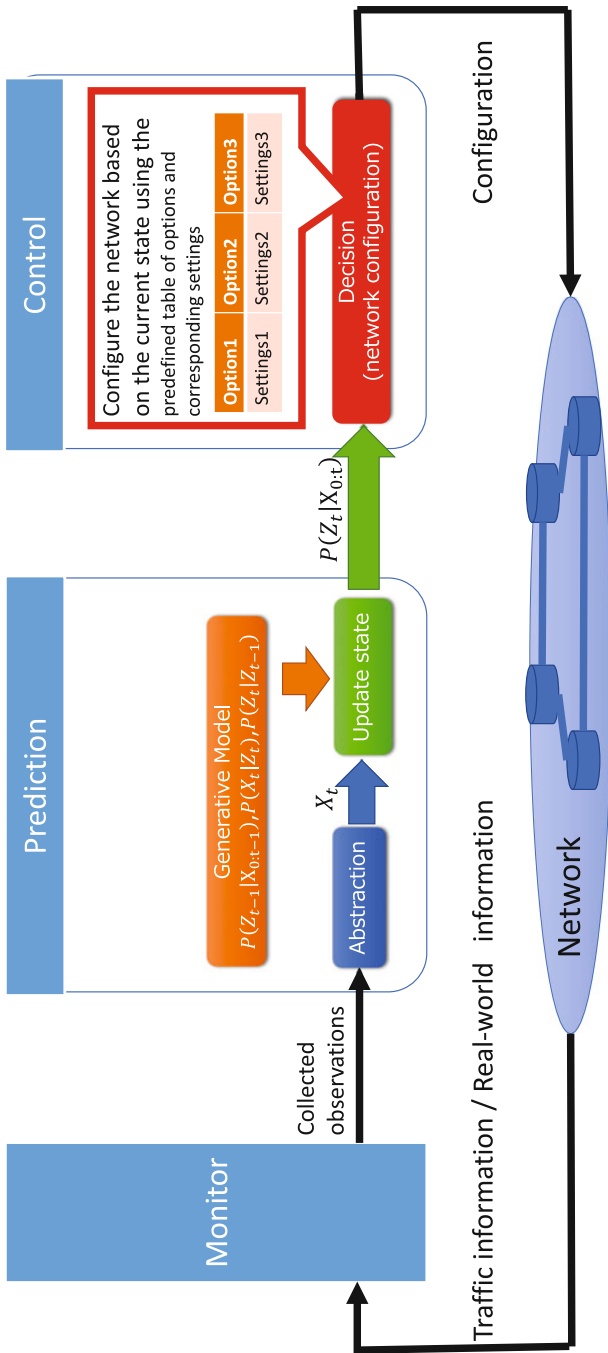 Monitor
Collected
observations
Prediction
Generative Model
P(Z_{t−1}|X_{0:t−1}),P(X_t|Z_t),P(Z_t|Z_{t−1})
Abstraction
X_t
Update state
P(Z_t|X_{0:t})
Control
Configure the network based
on the current state using the
predefined table of options and
corresponding settings
Option1 Option2 Option3
Settings1 Settings2 Settings3
Decision
(network configuration)
Traffic information / Real-world information
Configuration
Network